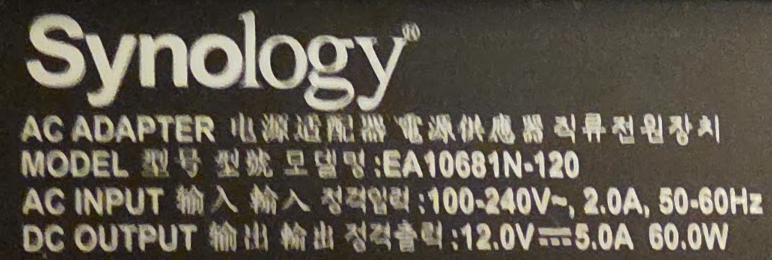 Synology®
AC ADAPTER 电源适配器 電源供應器 직류전원장치
MODEL 型号 型號 모델명:EA10681N-120
AC INPUT 输入 輸入 정격입력:100-240V~, 2.0A, 50-60Hz
DC OUTPUT 输出 輸出 정격출력:12.0V⎓5.0A 60.0W